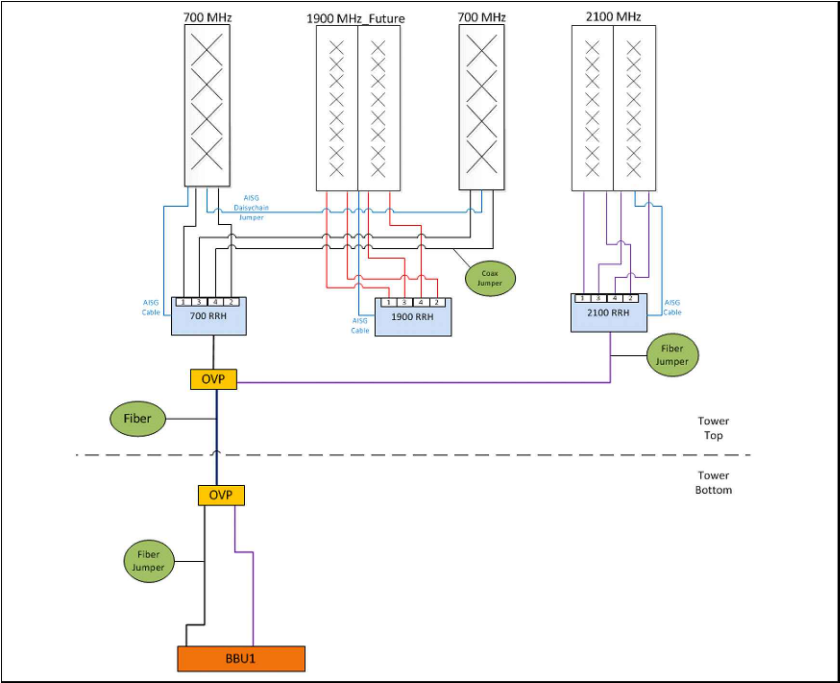 700 MHz
1900 MHz_Future
700 MHz
2100 MHz
AISG
Daisychain
Jumper
Coax
Jumper
AISG
Cable
1 3 4 2
700 RRH
AISG
Cable
1 3 4 2
1900 RRH
1 3 4 2
2100 RRH
AISG
Cable
Fiber
Jumper
OVP
Fiber
Tower
Top
Tower
Bottom
OVP
Fiber
Jumper
BBU1